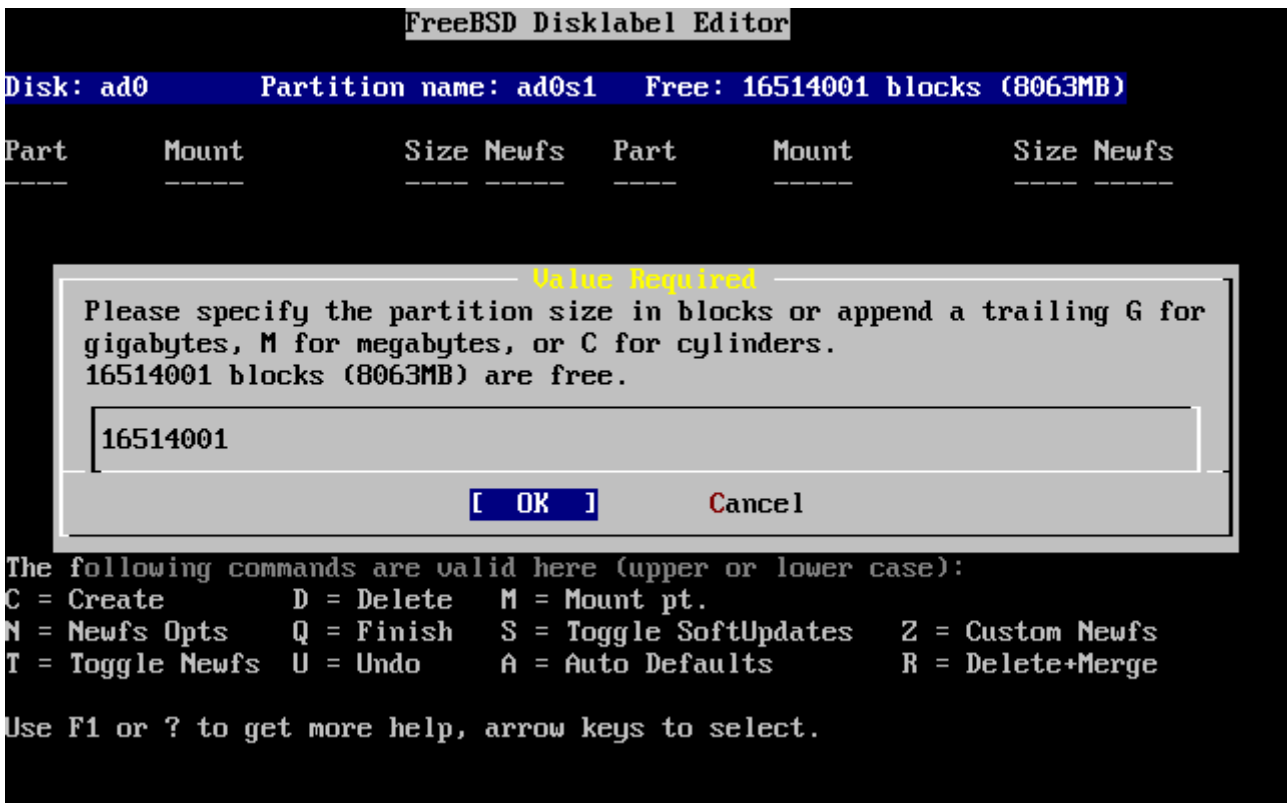 FreeBSD Disklabel Editor
Disk: ad0 Partition name: ad0s1 Free: 16514001 blocks (8063MB)
Part Mount Size Newfs Part Mount Size Newfs
---- ----- ---- ----- ---- ----- ---- -----
Value Required
Please specify the partition size in blocks or append a trailing G for
gigabytes, M for megabytes, or C for cylinders.
16514001 blocks (8063MB) are free.
16514001
[ OK ] Cancel
The following commands are valid here (upper or lower case):
C = Create D = Delete M = Mount pt.
N = Newfs Opts Q = Finish S = Toggle SoftUpdates Z = Custom Newfs
T = Toggle Newfs U = Undo A = Auto Defaults R = Delete+Merge
Use F1 or ? to get more help, arrow keys to select.